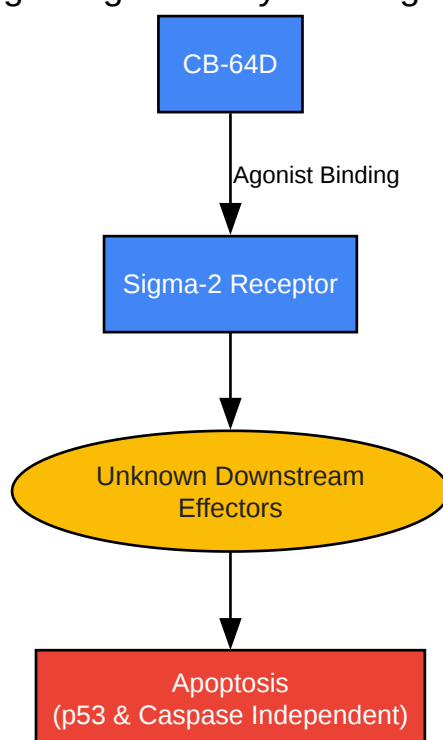 CB-64D
Agonist Binding
Sigma-2 Receptor
Unknown Downstream
Effectors
Apoptosis
(p53 & Caspase Independent)